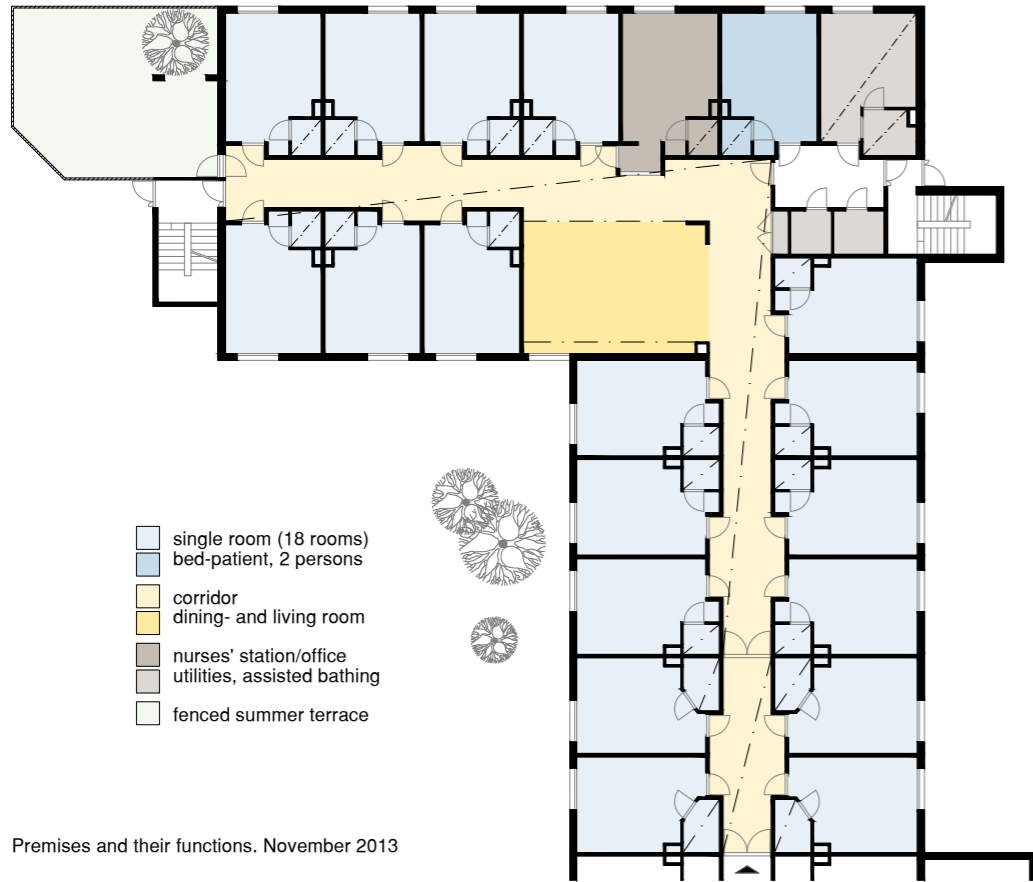 single room (18 rooms)
bed-patient, 2 persons
corridor
dining- and living room
nurses' station/office
utilities, assisted bathing
fenced summer terrace
Premises and their functions. November 2013